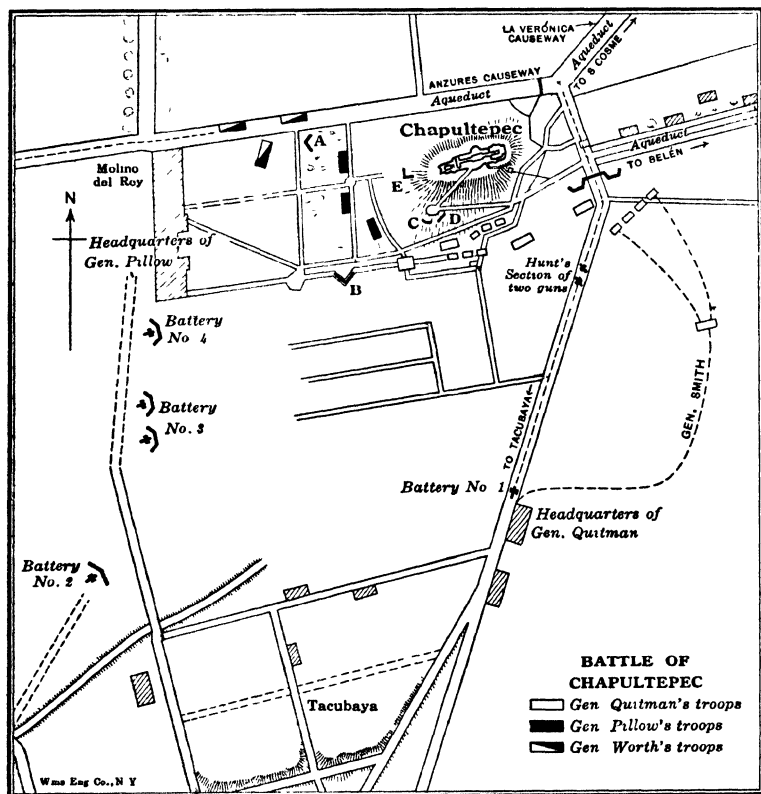 LA VERÓNICA
CAUSEWAY
Aqueduct
TO S COSME
ANZURES CAUSEWAY
Aqueduct
Chapultepec
A
Aqueduct
TO BELÉN
Molino
del Rey
E
C
D
N
Headquarters of
Gen. Pillow
B
Hunt's
Section of
two guns
Battery
No 4
Battery
No. 3
GEN. SMITH
TO TACUBAYA
Battery No 1
Headquarters of
Gen. Quitman
Battery
No. 2
BATTLE OF
CHAPULTEPEC
Gen Quitman's troops
Gen Pillow's troops
Gen Worth's troops
Tacubaya
Wms Eng Co., N Y